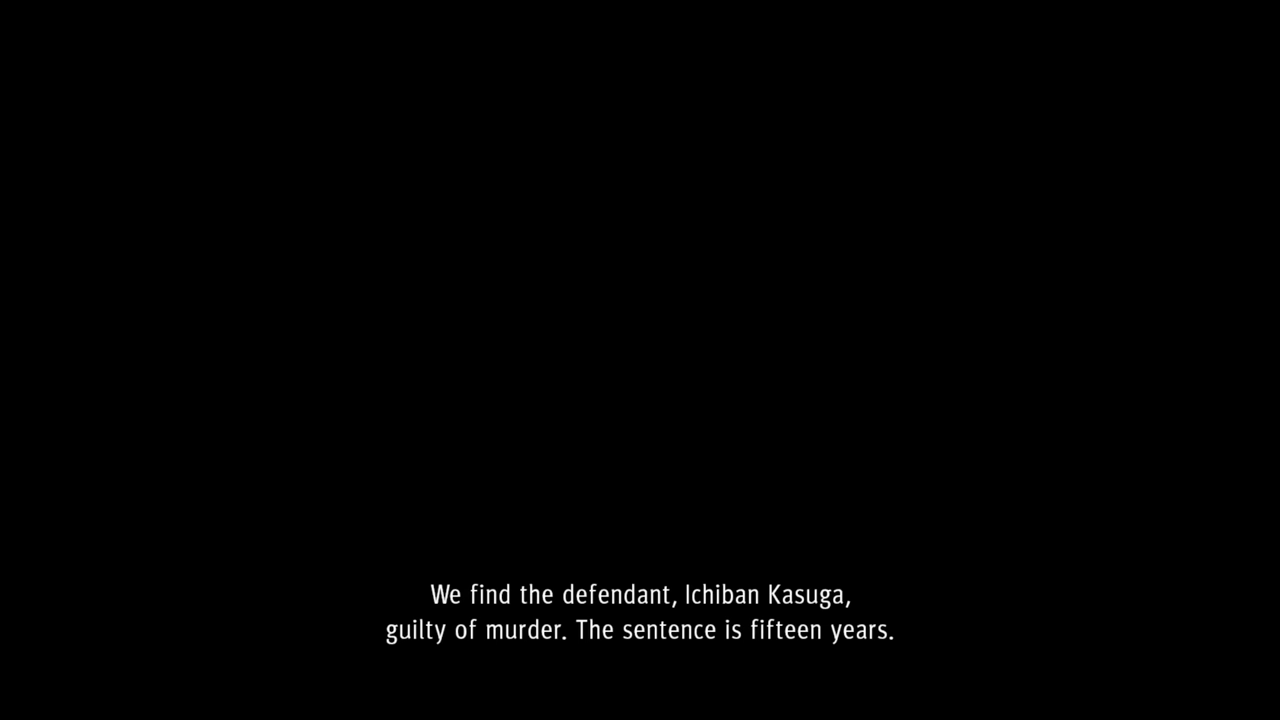 We find the defendant, Ichiban Kasuga,
guilty of murder. The sentence is fifteen years.